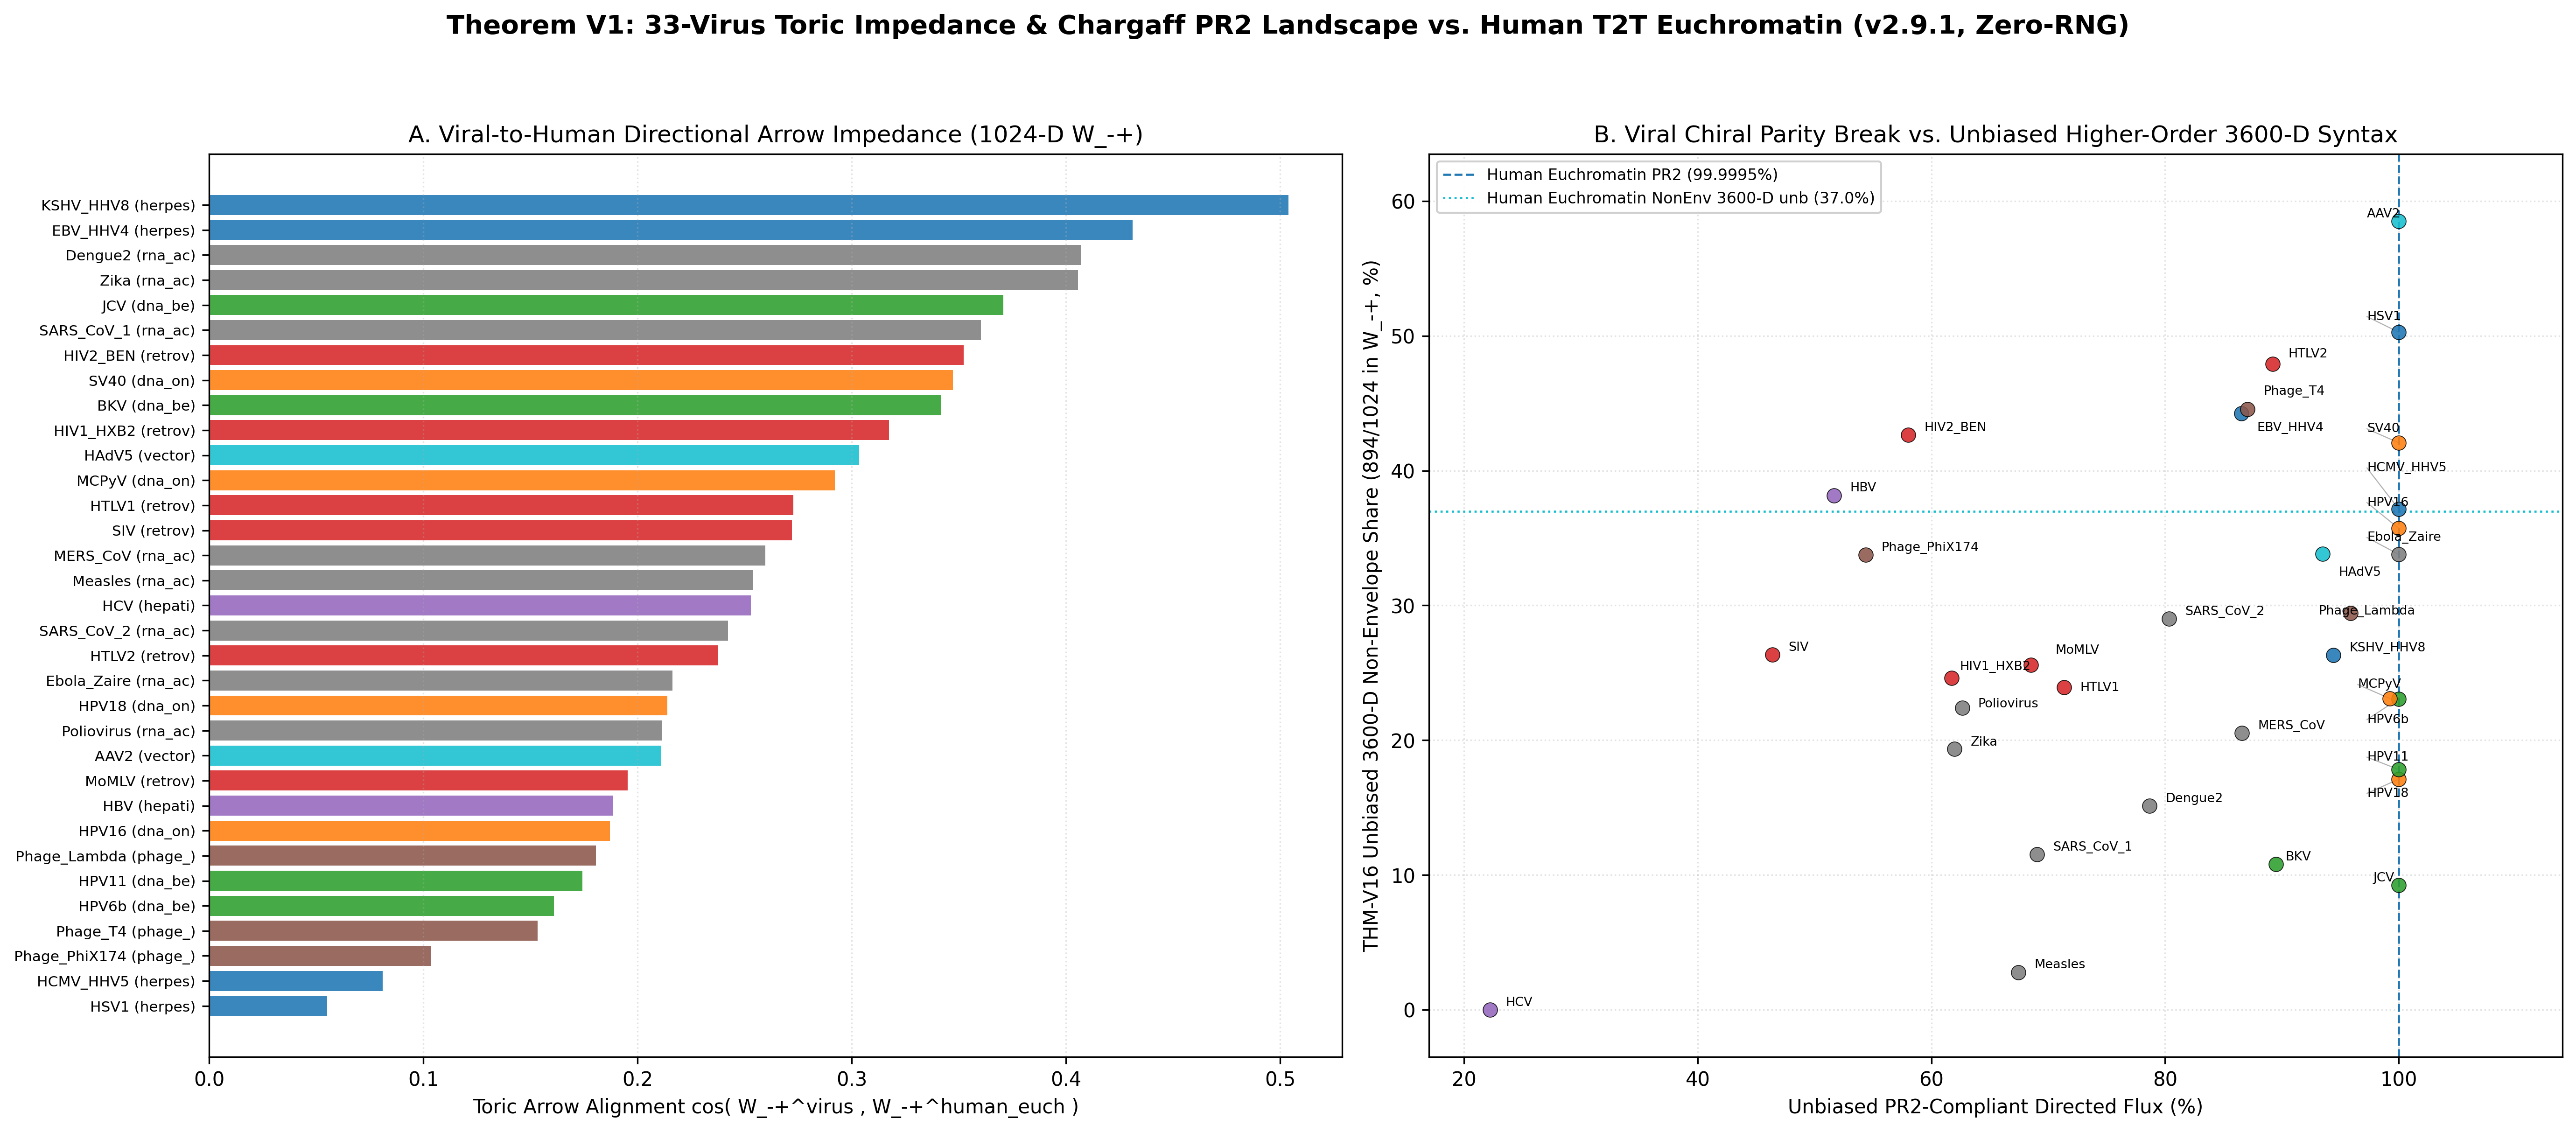 Theorem V1: 33-Virus Toric Impedance & Chargaff PR2 Landscape vs. Human T2T Euchromatin (v2.9.1, Zero-RNG)
A. Viral-to-Human Directional Arrow Impedance (1024-D W_-+)
KSHV_HHV8 (herpes)
EBV_HHV4 (herpes)
Dengue2 (rna_ac)
Zika (rna_ac)
JCV (dna_be)
SARS_CoV_1 (rna_ac)
HIV2_BEN (retrov)
SV40 (dna_on)
BKV (dna_be)
HIV1_HXB2 (retrov)
HAdV5 (vector)
MCPyV (dna_on)
HTLV1 (retrov)
SIV (retrov)
MERS_CoV (rna_ac)
Measles (rna_ac)
HCV (hepati)
SARS_CoV_2 (rna_ac)
HTLV2 (retrov)
Ebola_Zaire (rna_ac)
HPV18 (dna_on)
Poliovirus (rna_ac)
AAV2 (vector)
MoMLV (retrov)
HBV (hepati)
HPV16 (dna_on)
Phage_Lambda (phage_)
HPV11 (dna_be)
HPV6b (dna_be)
Phage_T4 (phage_)
Phage_PhiX174 (phage_)
HCMV_HHV5 (herpes)
HSV1 (herpes)
0.0 0.1 0.2 0.3 0.4 0.5
Toric Arrow Alignment cos( W_-+^virus , W_-+^human_euch )
B. Viral Chiral Parity Break vs. Unbiased Higher-Order 3600-D Syntax
Human Euchromatin PR2 (99.9995%)
Human Euchromatin NonEnv 3600-D unb (37.0%)
THM-V16 Unbiased 3600-D Non-Envelope Share (894/1024 in W_-+, %)
60
50
40
30
20
10
0
AAV2
HSV1
HTLV2
Phage_T4
EBV_HHV4
HIV2_BEN
SV40
HCMV_HHV5
HBV
HPV16
Ebola_Zaire
Phage_PhiX174
HAdV5
Phage_Lambda
SARS_CoV_2
SIV
MoMLV
KSHV_HHV8
HIV1_HXB2
HTLV1
MCPyV
Poliovirus
HPV6b
MERS_CoV
Zika
HPV11
HPV18
Dengue2
SARS_CoV_1
BKV
JCV
Measles
HCV
20 40 60 80 100
Unbiased PR2-Compliant Directed Flux (%)